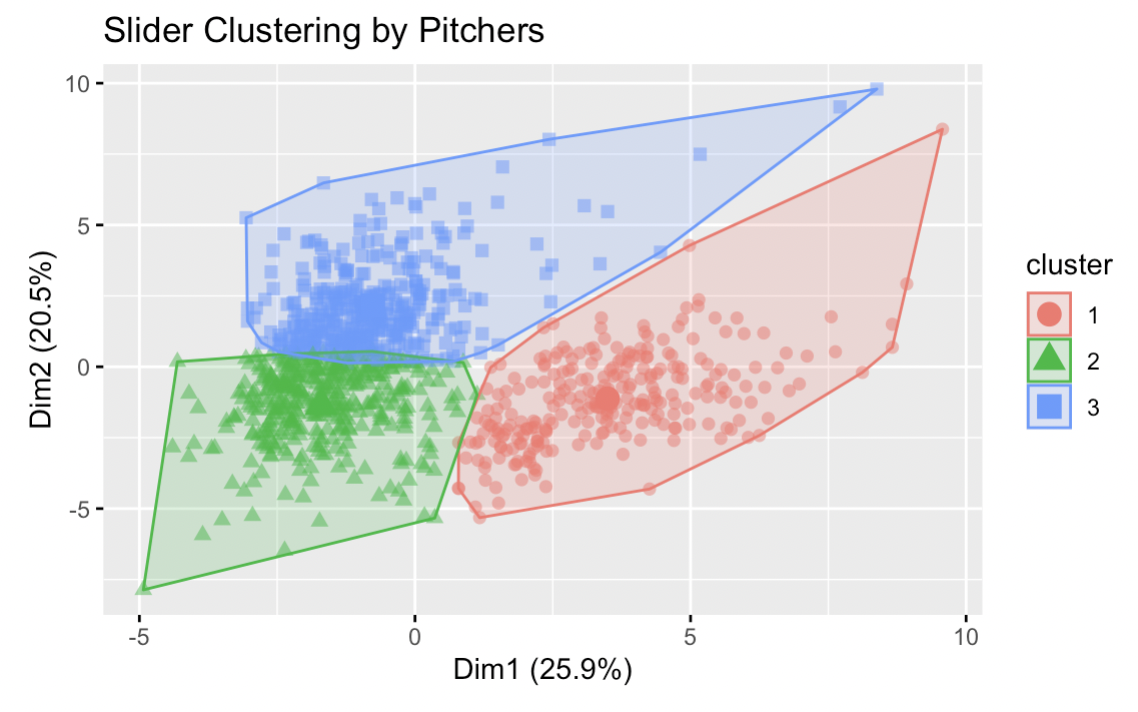 Slider Clustering by Pitchers
10
5
0
-5
Dim2 (20.5%)
-5
0
5
10
Dim1 (25.9%)
cluster
1
2
3